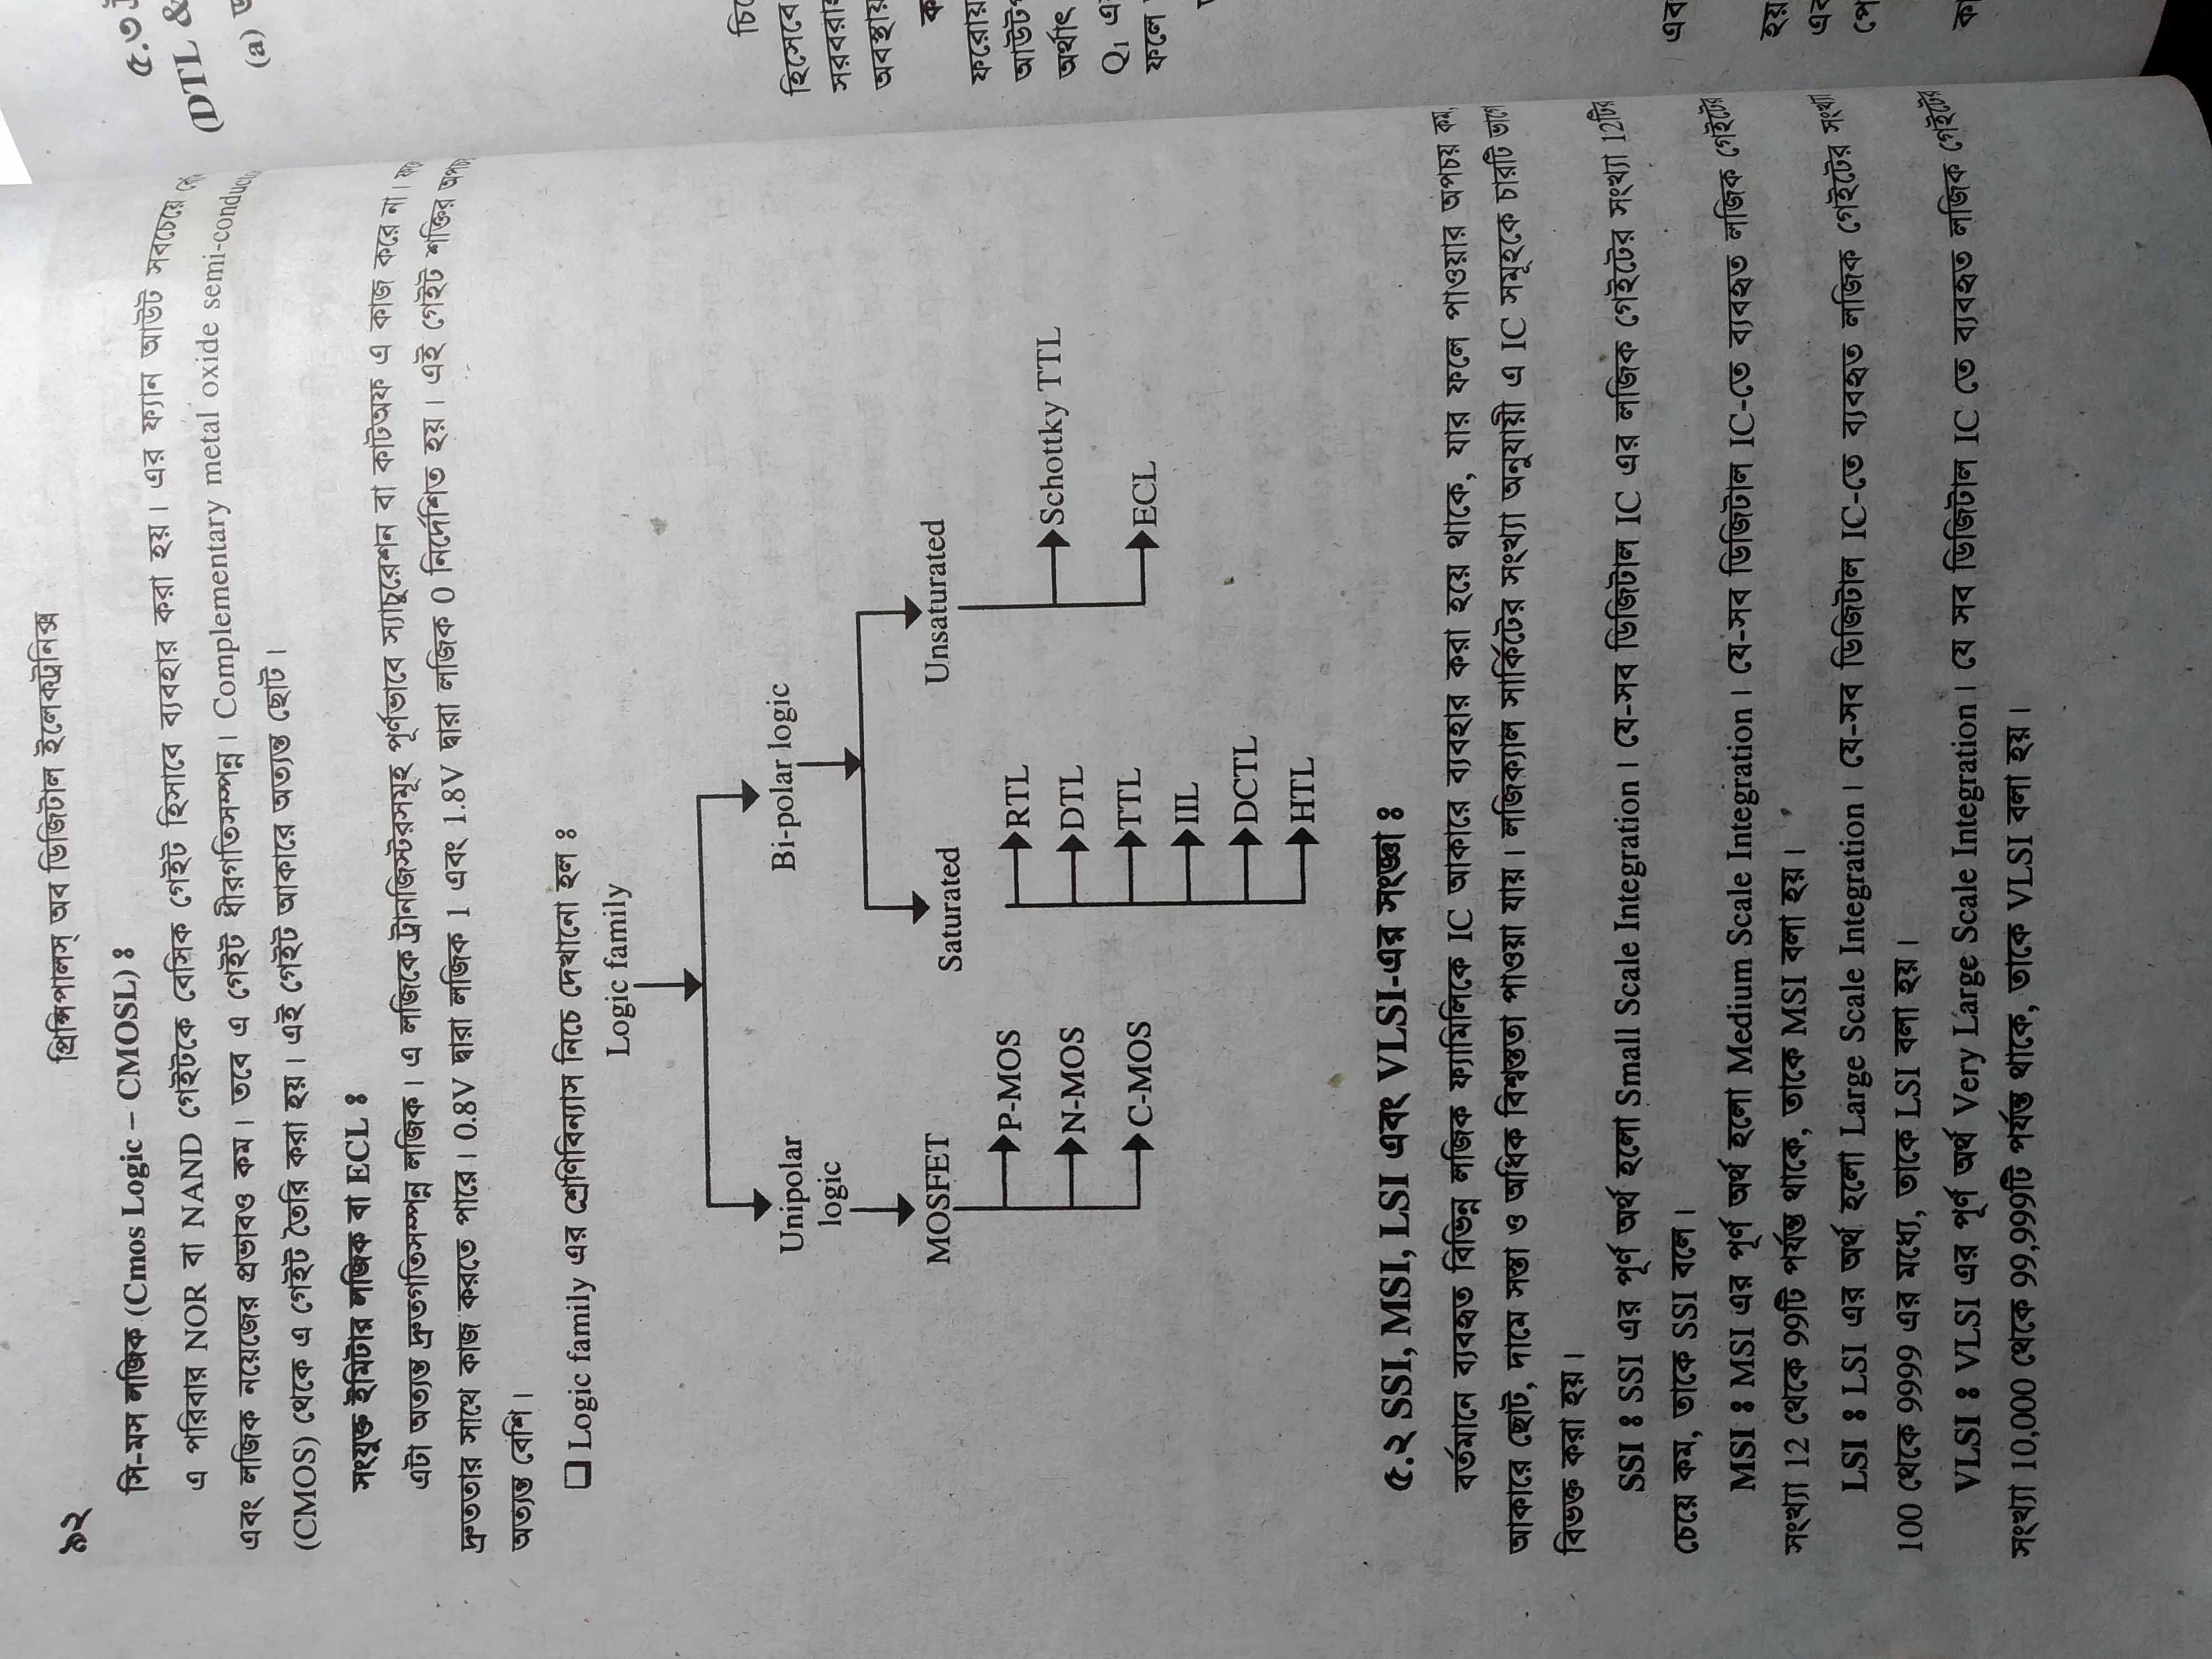 ৯২
প্রিন্সিপালস্ অব ডিজিটাল ইলেকট্রনিক্স
সি-মস লজিক (Cmos Logic – CMOSL) ঃ
এ পরিবার NOR বা NAND গেইটকে বেসিক গেইট হিসাবে ব্যবহার করা হয়। এর ফ্যান আউট সবচেয়ে
এবং লজিক নয়েজের প্রভাবও কম। তবে এ গেইট ধীরগতিসম্পন্ন। Complementary metal oxide semi-conduct
(CMOS) থেকে এ গেইট তৈরি করা হয়। এই গেইট আকারে অত্যন্ত ছোট।
সংযুক্ত ইমিটার লজিক বা ECL ঃ
এটা অত্যন্ত দ্রুতগতিসম্পন্ন লজিক। এ লজিকে ট্রানজিস্টরসমূহ পূর্ণভাবে স্যাচুরেশন বা কাটঅফ এ কাজ করে না।
দ্রুততার সাথে কাজ করতে পারে। 0.8V দ্বারা লজিক 1 এবং 1.8V দ্বারা লজিক 0 নির্দেশিত হয়। এই গেইট শক্তির অপচয়
অত্যন্ত বেশি।
❑ Logic family এর শ্রেণিবিন্যাস নিচে দেখানো হল ঃ
Logic family
Unipolar
logic
Bi-polar logic
MOSFET
Saturated
Unsaturated
P-MOS
N-MOS
C-MOS
RTL
DTL
TTL
IIL
DCTL
HTL
Schottky TTL
ECL
৫.২ SSI, MSI, LSI এবং VLSI-এর সংজ্ঞা ঃ
বর্তমানে ব্যবহৃত বিভিন্ন লজিক ফ্যামিলিকে IC আকারে ব্যবহার করা হয়ে থাকে, যার ফলে পাওয়ার অপচয় কম,
আকারে ছোট, দামে সস্তা ও অধিক বিশ্বস্ততা পাওয়া যায়। লজিক্যাল সার্কিটের সংখ্যা অনুযায়ী এ IC সমূহকে চারটি ভাগে
বিভক্ত করা হয়।
SSI ঃ SSI এর পূর্ণ অর্থ হলো Small Scale Integration। যে-সব ডিজিটাল IC এর লজিক গেইটের সংখ্যা 12টির
চেয়ে কম, তাকে SSI বলে।
MSI ঃ MSI এর পূর্ণ অর্থ হলো Medium Scale Integration। যে-সব ডিজিটাল IC-তে ব্যবহৃত লজিক গেইটের
সংখ্যা 12 থেকে 99টি পর্যন্ত থাকে, তাকে MSI বলা হয়।
LSI ঃ LSI এর অর্থ হলো Large Scale Integration। যে-সব ডিজিটাল IC-তে ব্যবহৃত লজিক গেইটের সংখ্যা
100 থেকে 9999 এর মধ্যে, তাকে LSI বলা হয়।
VLSI ঃ VLSI এর পূর্ণ অর্থ Very Large Scale Integration। যে সব ডিজিটাল IC তে ব্যবহৃত লজিক গেইটের
সংখ্যা 10,000 থেকে 99,999টি পর্যন্ত থাকে, তাকে VLSI বলা হয়।
৫.৩
(DTL &
(a)
হিসেবে
অবস্থায়
ফরোয়া
অর্থাৎ
Q₁
ফলে